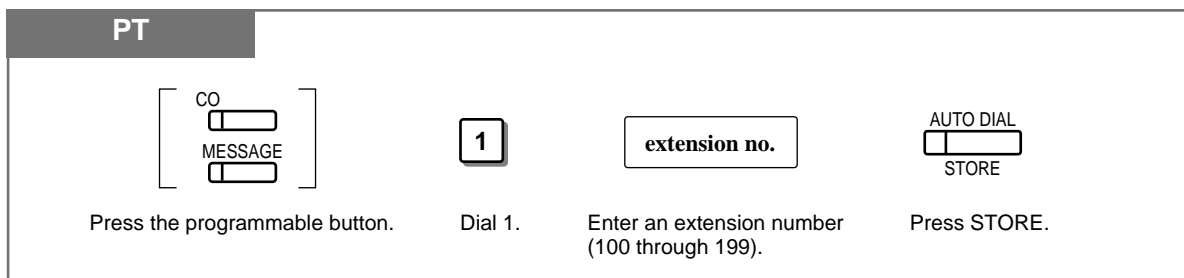 PT
CO
MESSAGE
1
extension no.
AUTO DIAL
STORE
Press the programmable button.
Dial 1.
Enter an extension number
(100 through 199).
Press STORE.